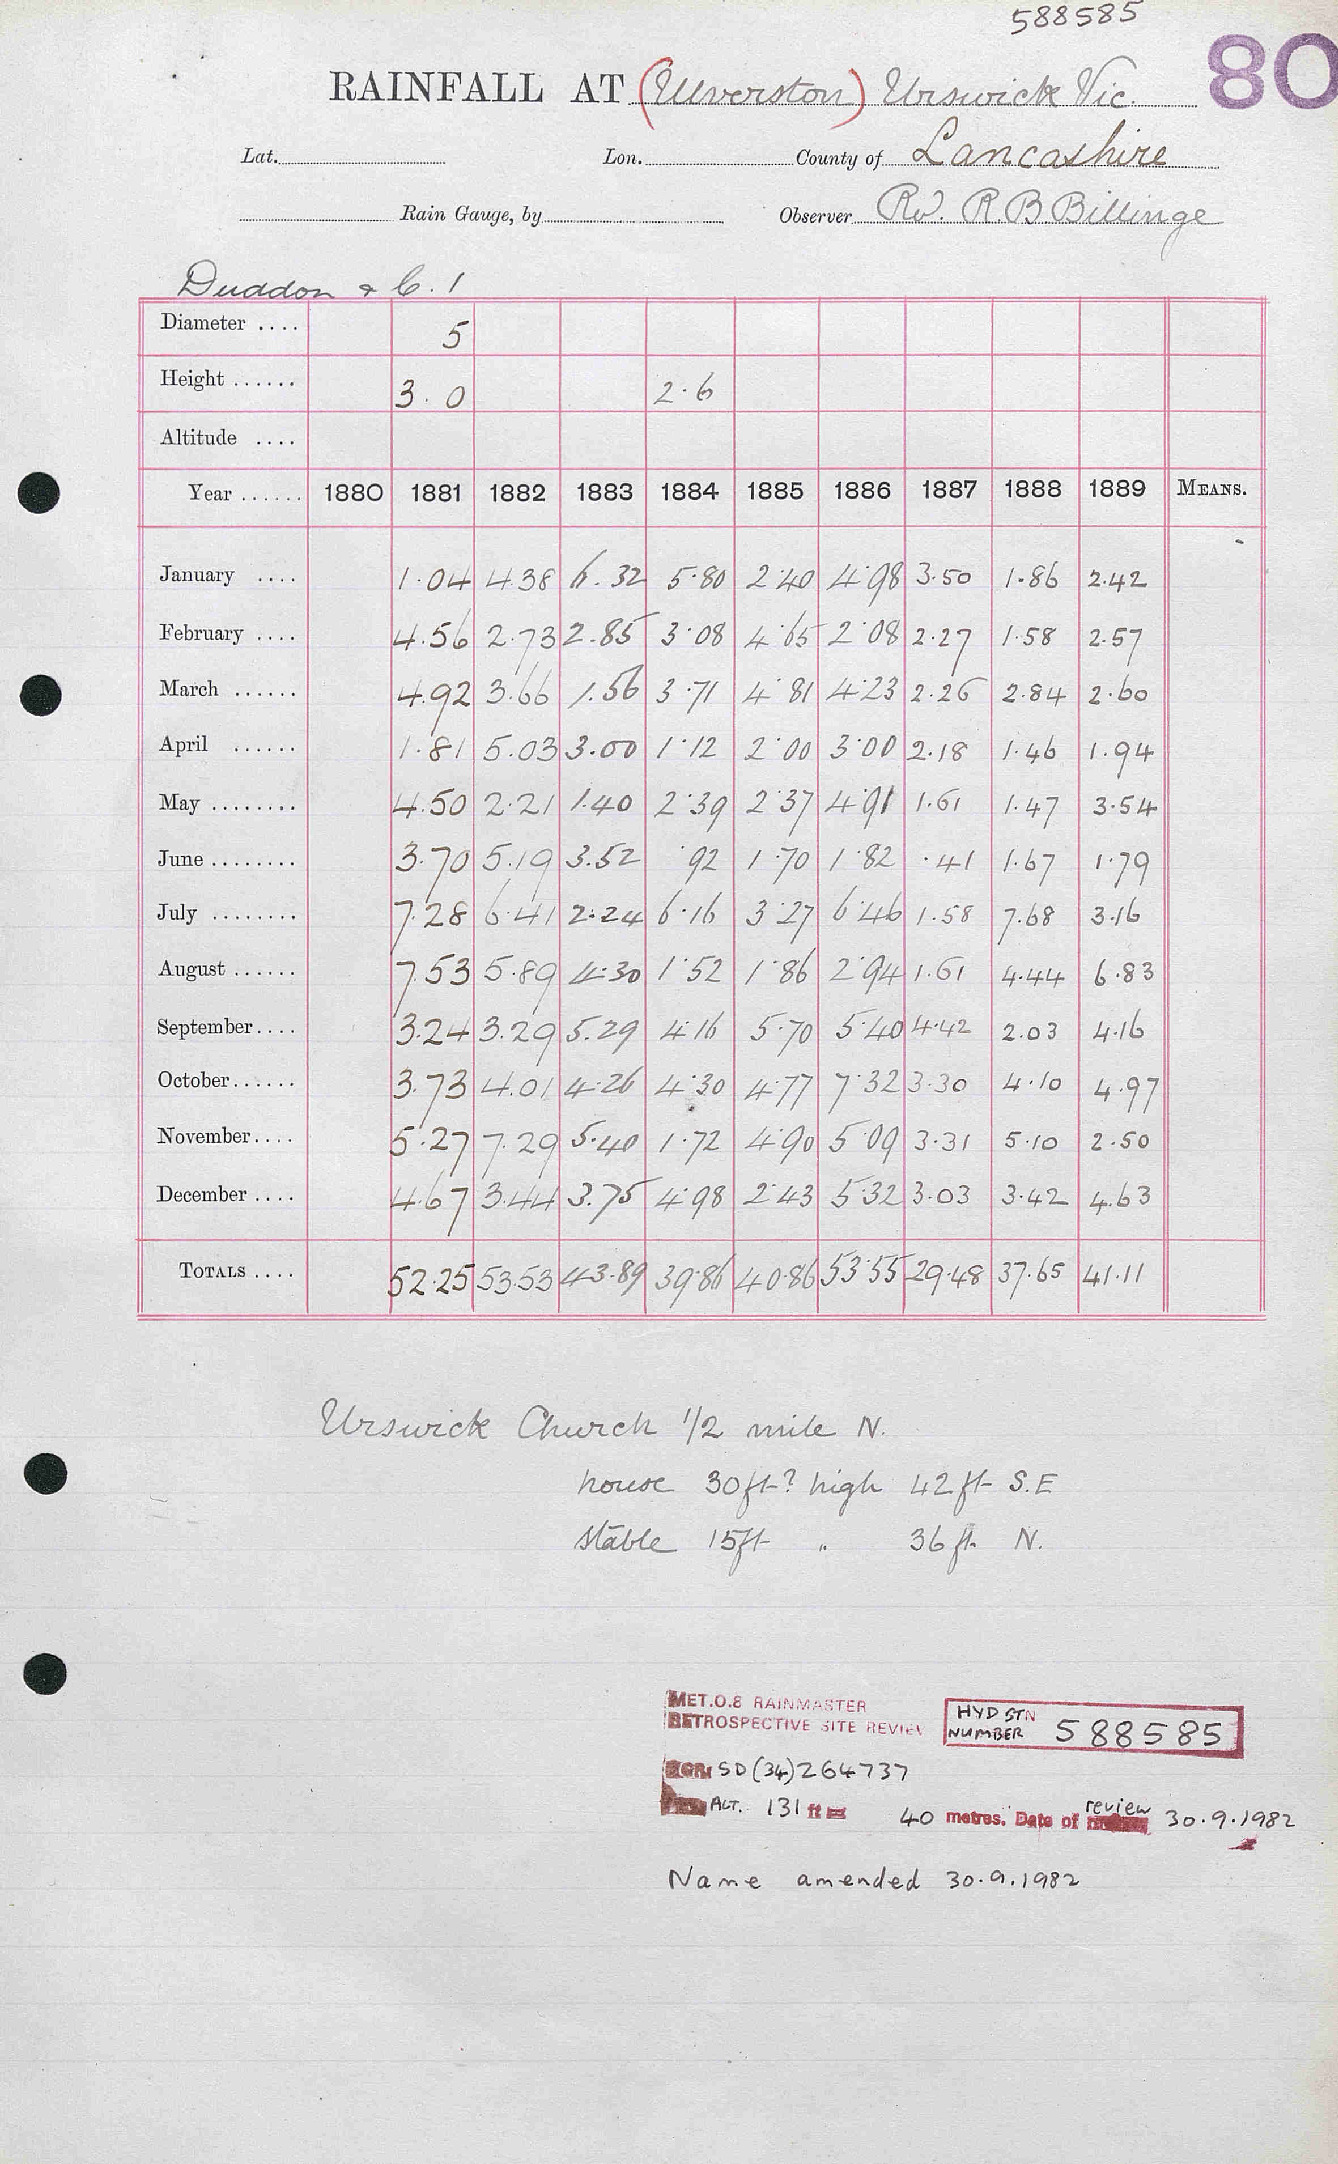 588585
80
RAINFALL AT (Ulverston) Urswick Vic.
Lat. Lon. County of Lancashire
Rain Gauge, by Observer Rev. R. B. Billinge
Duddon & C. 1
Diameter .... 5
Height ...... 3.0 2.6
Altitude ....
Year ...... 1880 1881 1882 1883 1884 1885 1886 1887 1888 1889 MEANS.
January .... 1.04 4.38 6.32 5.80 2.40 4.98 3.50 1.86 2.42
February .... 4.56 2.73 2.85 3.08 4.65 2.08 2.27 1.58 2.57
March ...... 4.92 3.66 1.56 3.71 4.81 4.23 2.26 2.84 2.60
April ...... 1.81 5.03 3.00 1.12 2.00 3.00 2.18 1.46 1.94
May ........ 4.50 2.21 1.40 2.39 2.37 4.91 1.61 1.47 3.54
June ........ 3.70 5.19 3.52 .92 1.70 1.82 .41 1.67 1.79
July ........ 7.28 6.41 2.24 6.16 3.27 6.46 1.58 7.68 3.16
August ...... 7.53 5.89 4.30 1.52 1.86 2.94 1.61 4.44 6.83
September.... 3.24 3.29 5.29 4.16 5.70 5.40 4.42 2.03 4.16
October...... 3.73 4.01 4.26 4.30 4.77 7.32 3.30 4.10 4.97
November.... 5.27 7.29 5.40 1.72 4.90 5.09 3.31 5.10 2.50
December .... 4.67 3.44 3.75 4.98 2.43 5.32 3.03 3.42 4.63
TOTALS .... 52.25 53.53 43.89 39.86 40.86 53.55 29.48 37.65 41.11
Urswick Church 1/2 mile N.
house 30ft? high 42ft S.E
stable 15ft " 36ft. N.
MET.O.8 RAINMASTER
RETROSPECTIVE SITE REVIEW
HYD STN
NUMBER 588585
NGR SD (34) 264737
ALT. 131 ft = 40 metres. Date of review 30.9.1982
Name amended 30.9.1982